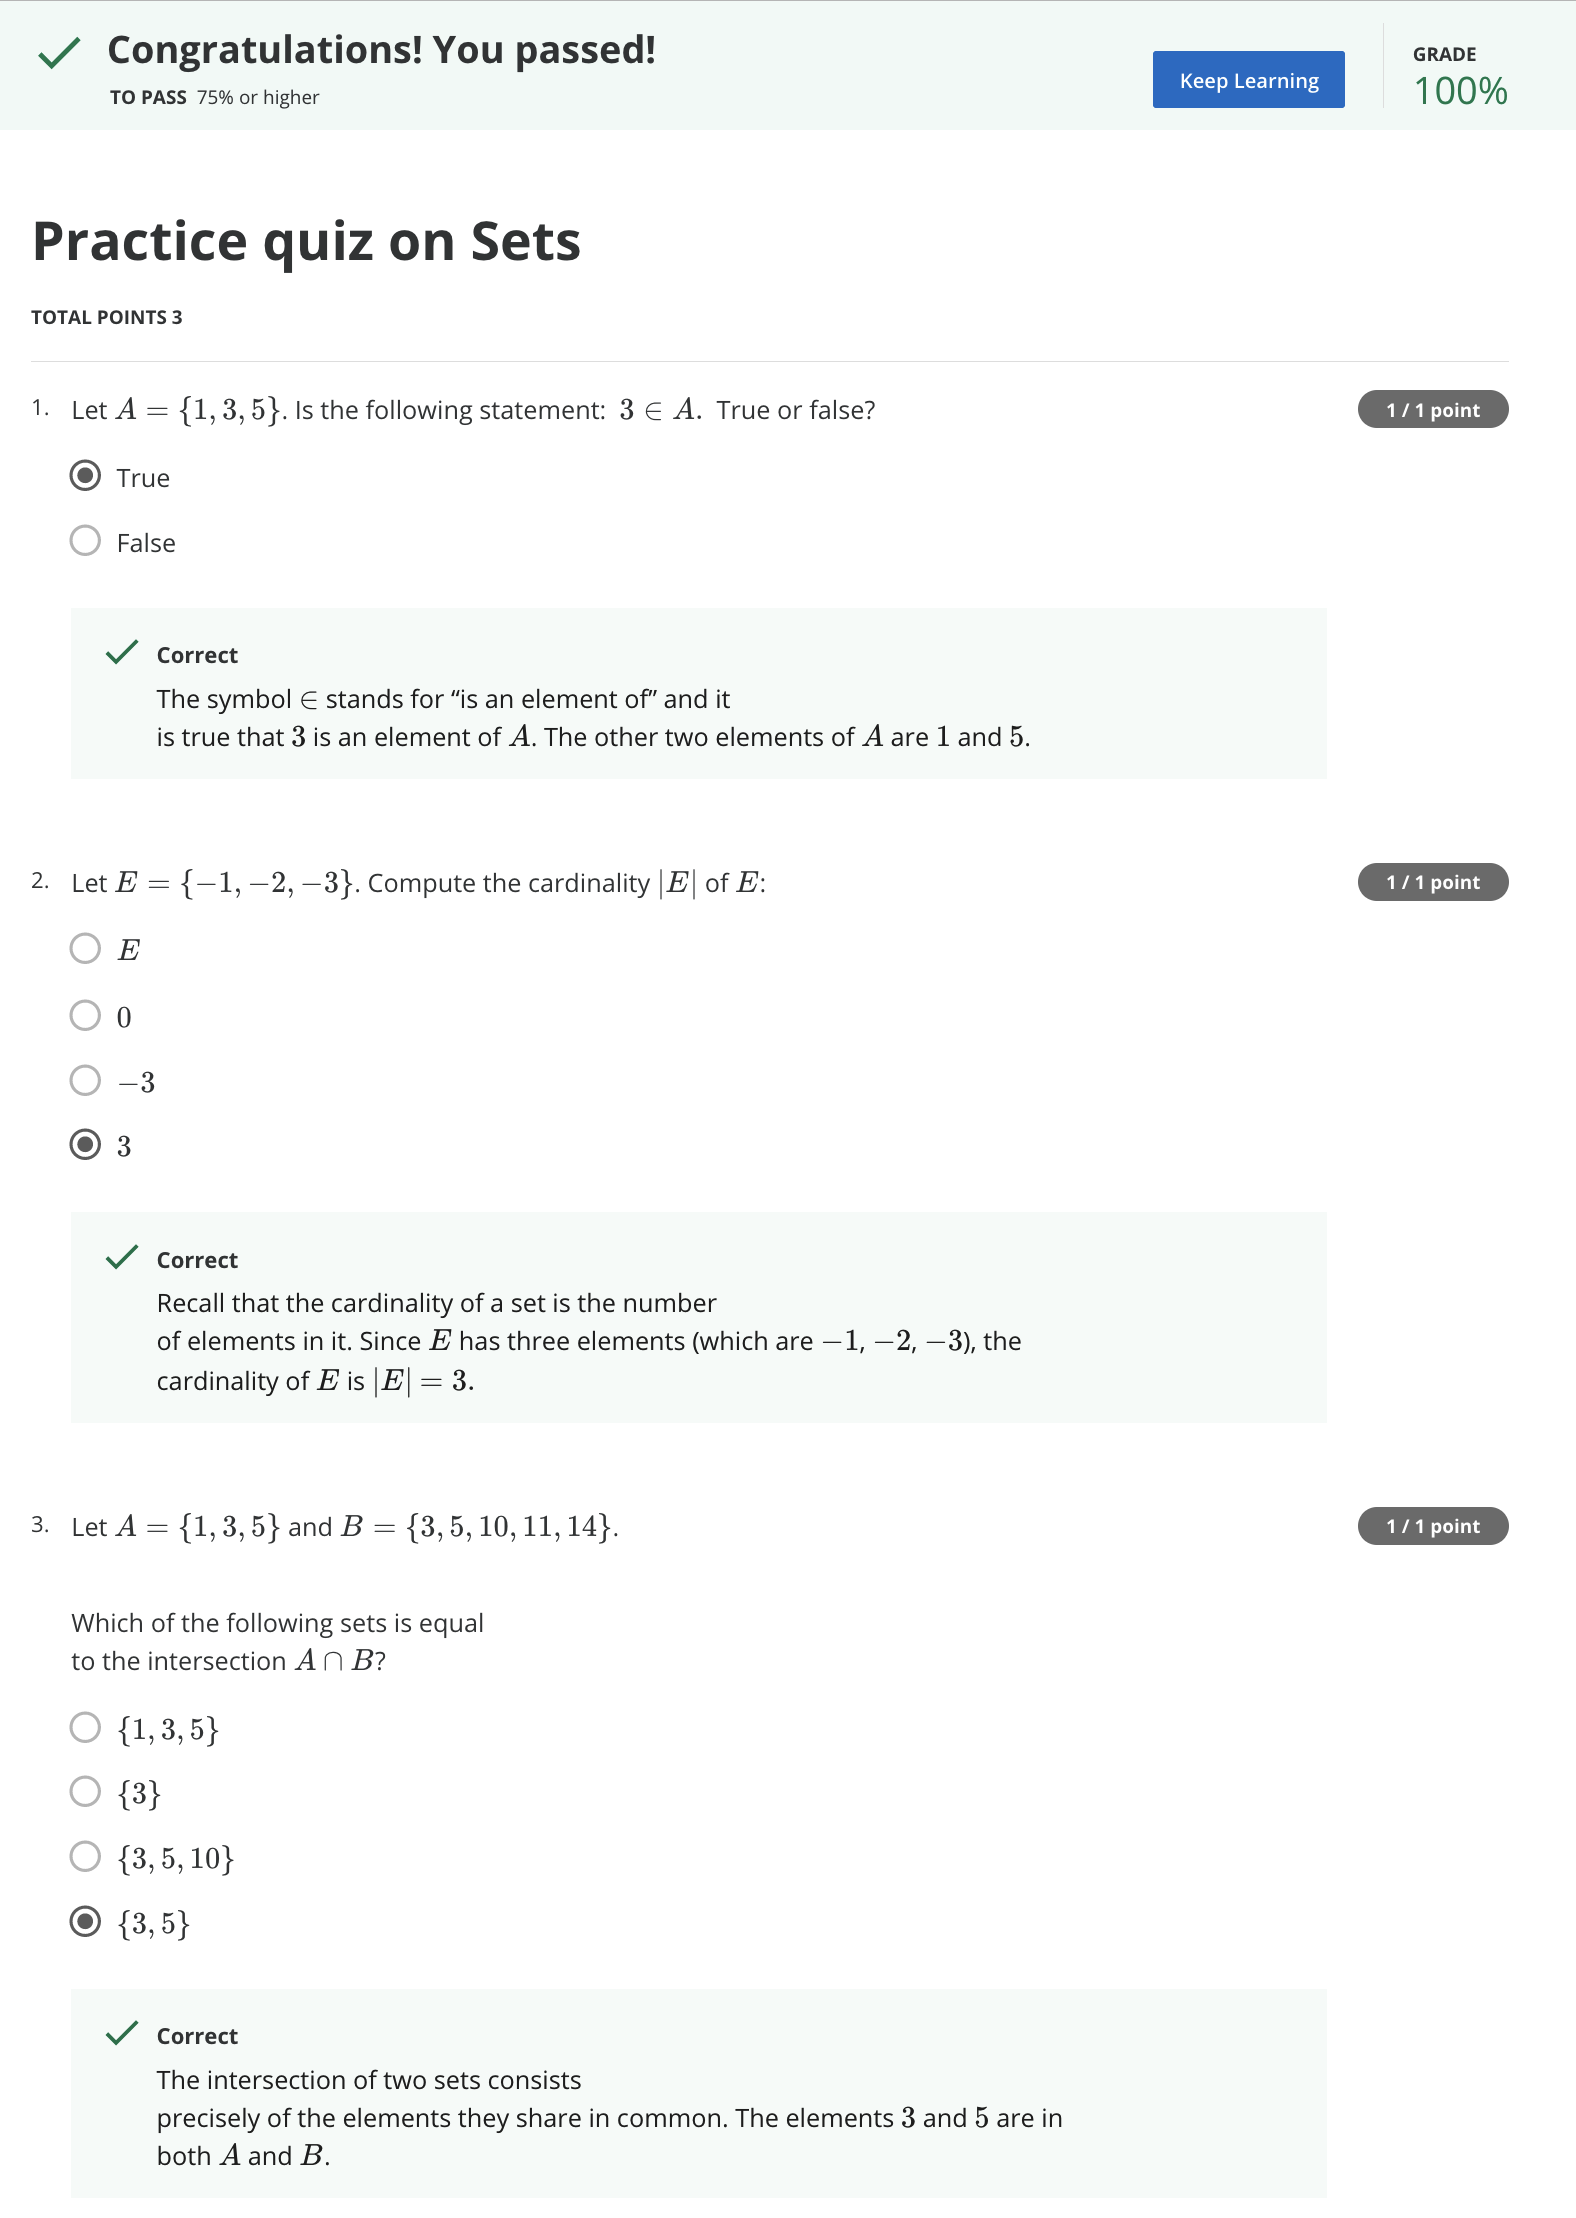 Congratulations! You passed!
TO PASS 75% or higher
Keep Learning
GRADE
100%
Practice quiz on Sets
TOTAL POINTS 3
1. Let A = {1, 3, 5}. Is the following statement: 3 ∈ A. True or false?
1 / 1 point
True
False
Correct
The symbol ∈ stands for “is an element of” and it
is true that 3 is an element of A. The other two elements of A are 1 and 5.
2. Let E = {−1, −2, −3}. Compute the cardinality |E| of E:
1 / 1 point
E
0
−3
3
Correct
Recall that the cardinality of a set is the number
of elements in it. Since E has three elements (which are −1, −2, −3), the
cardinality of E is |E| = 3.
3. Let A = {1, 3, 5} and B = {3, 5, 10, 11, 14}.
1 / 1 point
Which of the following sets is equal
to the intersection A ∩ B?
{1, 3, 5}
{3}
{3, 5, 10}
{3, 5}
Correct
The intersection of two sets consists
precisely of the elements they share in common. The elements 3 and 5 are in
both A and B.